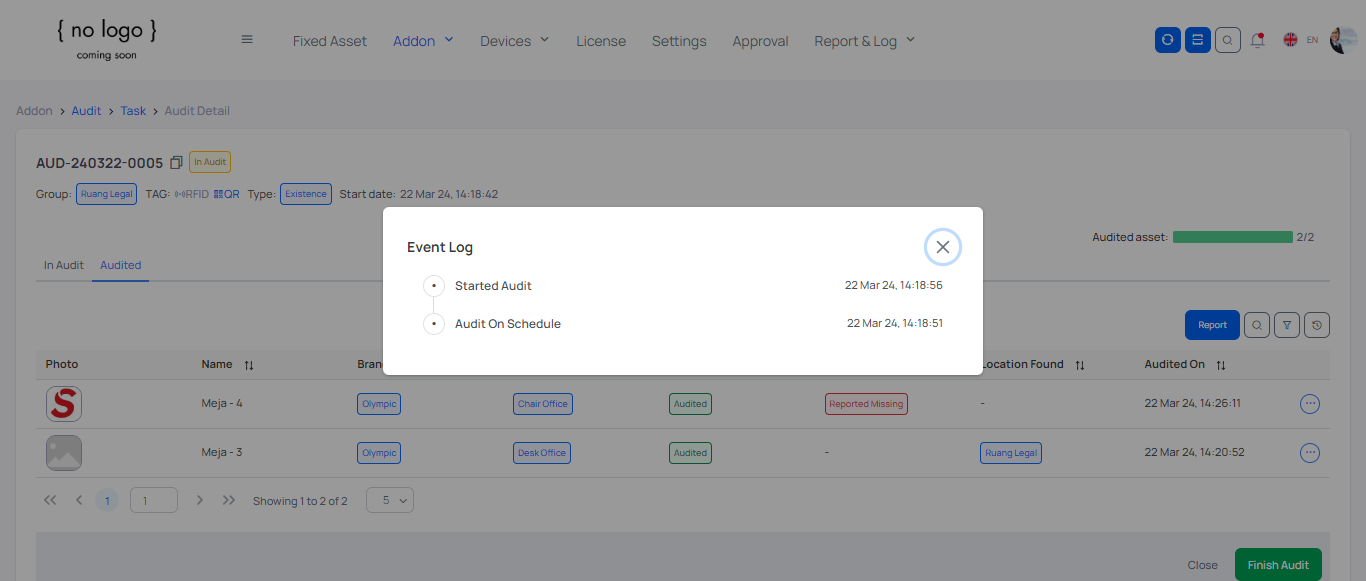 { no logo }
coming soon
Fixed Asset Addon Devices License Settings Approval Report & Log EN
Addon > Audit > Task > Audit Detail
AUD-240322-0005 In Audit
Group: Ruang Legal TAG: RFID QR Type: Existence Start date: 22 Mar 24, 14:18:42
Audited asset: 2/2
Event Log
Started Audit 22 Mar 24, 14:18:56
Audit On Schedule 22 Mar 24, 14:18:51
In Audit Audited
Report
Photo Name Location Found Audited On
S Meja - 4 Olympic Chair Office Audited Reported Missing - 22 Mar 24, 14:26:11
Meja - 3 Olympic Desk Office Audited - Ruang Legal 22 Mar 24, 14:20:52
1 1 Showing 1 to 2 of 2 5
Close Finish Audit